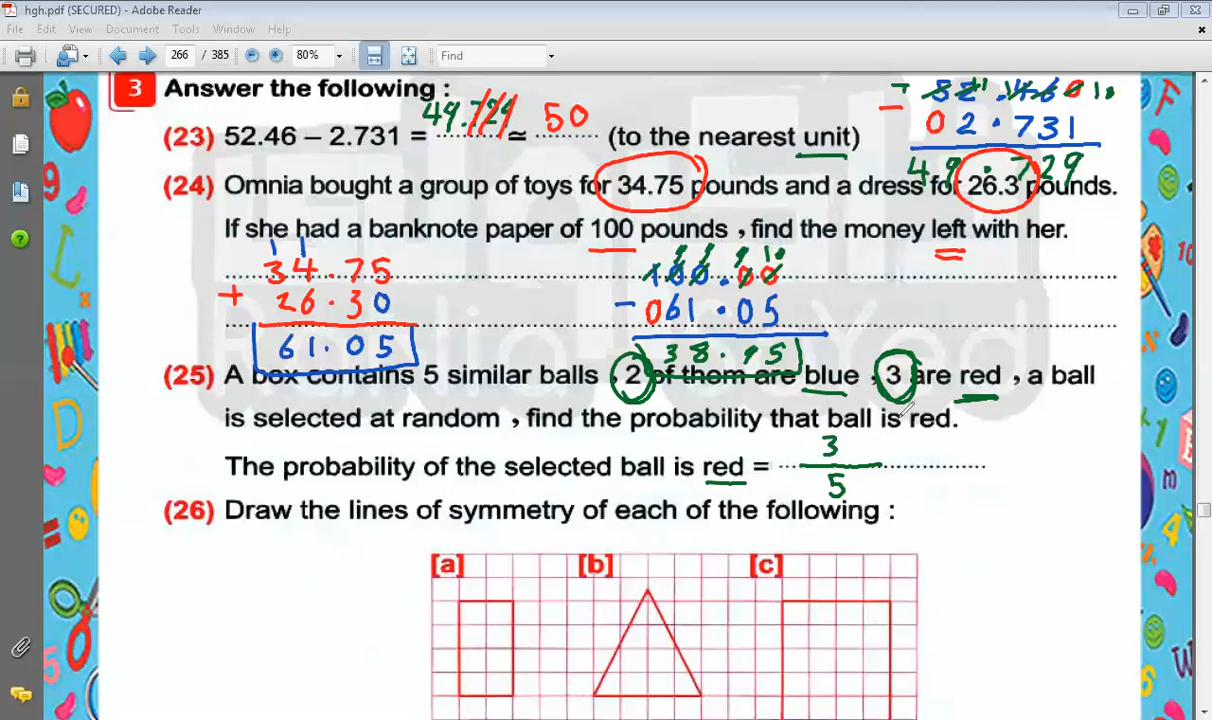 hgh.pdf (SECURED) - Adobe Reader
File Edit View Document Tools Window Help
266 / 385 80% Find
3 Answer the following :
52.460
- 02.731
49.729
(23) 52.46 – 2.731 = 49.729 ≃ 50 (to the nearest unit)
(24) Omnia bought a group of toys for 34.75 pounds and a dress for 26.3 pounds.
If she had a banknote paper of 100 pounds , find the money left with her.
34.75
+ 26.30
61.05
100.00
- 061.05
38.95
(25) A box contains 5 similar balls , 2 of them are blue , 3 are red , a ball
is selected at random , find the probability that ball is red.
The probability of the selected ball is red = 3
5
(26) Draw the lines of symmetry of each of the following :
[a] [b] [c]